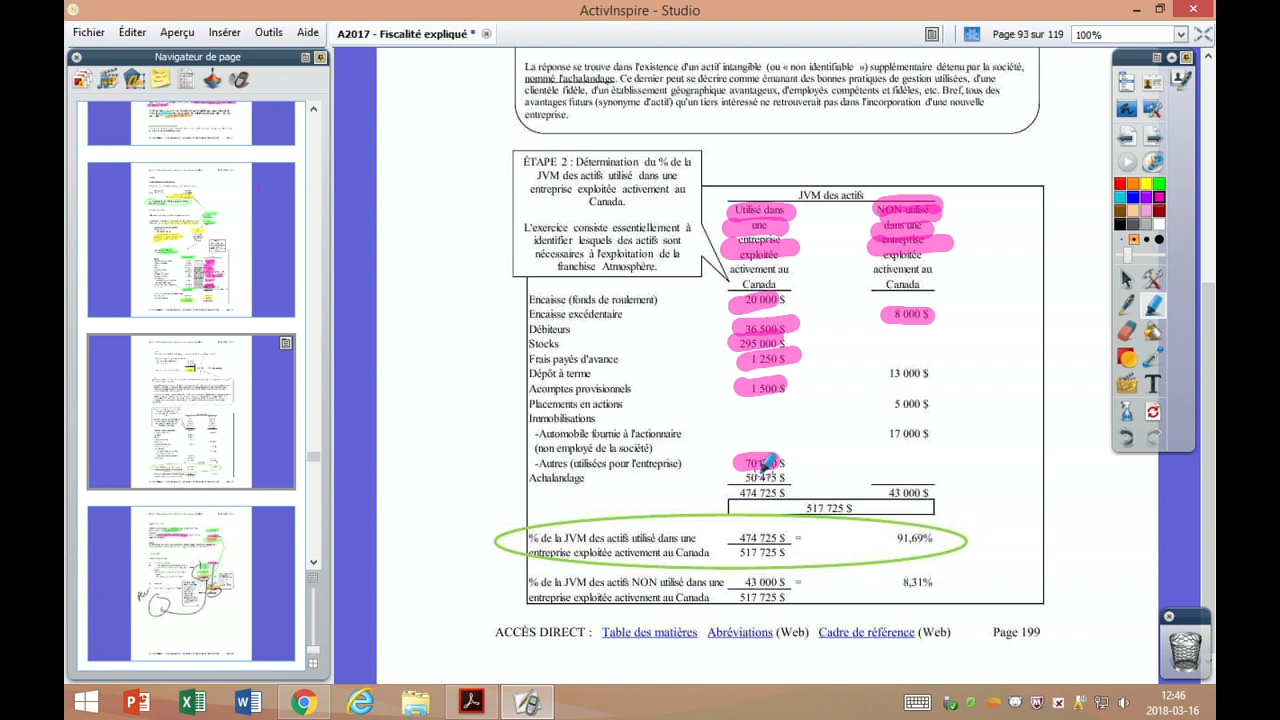 ActivInspire - Studio
Fichier Éditer Aperçu Insérer Outils Aide
A2017 - Fiscalité expliqué *
Page 93 sur 119
100%
Navigateur de page
La réponse se trouve dans l'existence d'un actif intangible (ou « non identifiable ») supplémentaire détenu par la société,
nommé l'achalandage. Ce dernier peut se décrire comme émanant des bonnes pratiques de gestion utilisées, d'une
clientèle fidèle, d'un établissement géographique avantageux, d'employés compétents et fidèles, etc. Bref, tous des
avantages futurs (synonyme d'actif) qu'un tiers intéressé ne retrouverait pas dans l'incorporation d'une nouvelle
entreprise.
ÉTAPE 2 : Détermination du % de la
JVM des actifs utilisé dans une
entreprise exploitée activement au
Canada.
L'exercice consiste essentiellement à
identifier lesquels des actifs sont
nécessaires à l'exploitation de la
franchise Atmosphère.
JVM des actifs
Utilisé dans NON utilisé
une dans une
entreprise entreprise
exploitée exploitée
activement au activement au
Canada Canada
Encaisse (fonds de roulement) 20 000 $
Encaisse excédentaire 8 000 $
Débiteurs 36 500 $
Stocks 295 000 $
Frais payés d'avance 1 250 $
Dépôt à terme 13 000 $
Acomptes provisionnels 1 500 $
Placements en actions 5 000 $
Immobilisations
-Automobile fournie à l'actionnaire 17 000 $
(non employé de la société)
-Autres (utilisées pour l'entreprise) $
Achalandage 50 475 $
474 725 $ 43 000 $
517 725 $
% de la JVM des actifs utilisé dans une 474 725 $ = 91,69%
entreprise exploitée activement au Canada 517 725 $
% de la JVM des actifs NON utilisé dans une 43 000 $ = 8,31%
entreprise exploitée activement au Canada 517 725 $
ACCÈS DIRECT : Table des matières Abréviations (Web) Cadre de référence (Web) Page 199
12:46
2018-03-16